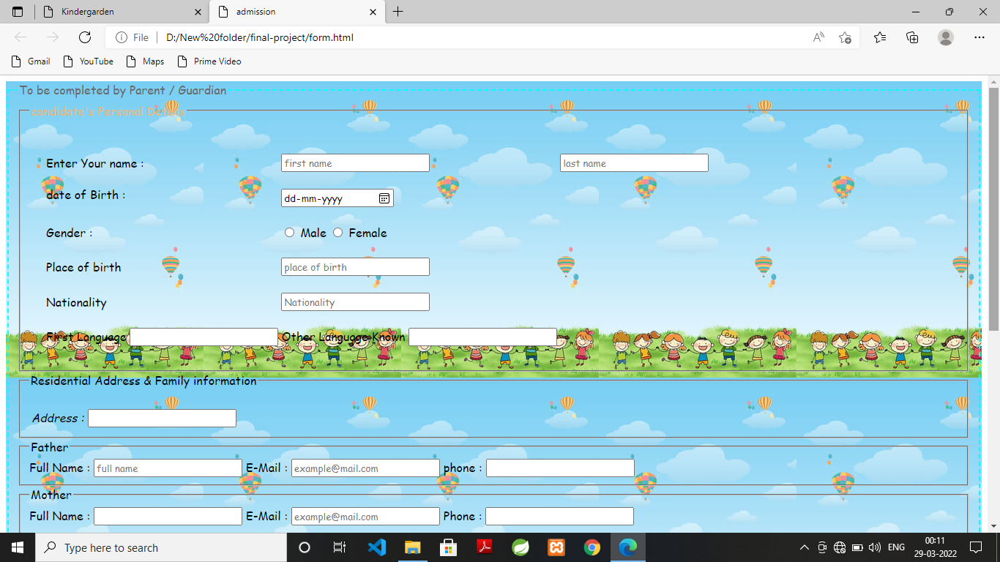 Kindergarden
admission
File
D:/New%20folder/final-project/form.html
Gmail YouTube Maps Prime Video
To be completed by Parent / Guardian
candidate's Personal Details
Enter Your name : first name last name
date of Birth : dd-mm-yyyy
Gender : Male Female
Place of birth place of birth
Nationality Nationality
First Language Other Language Known
Residential Address & Family information
Address :
Father
Full Name : full name E-Mail : example@mail.com phone :
Mother
Full Name : E-Mail : example@mail.com Phone :
Type here to search
ENG
00:11
29-03-2022